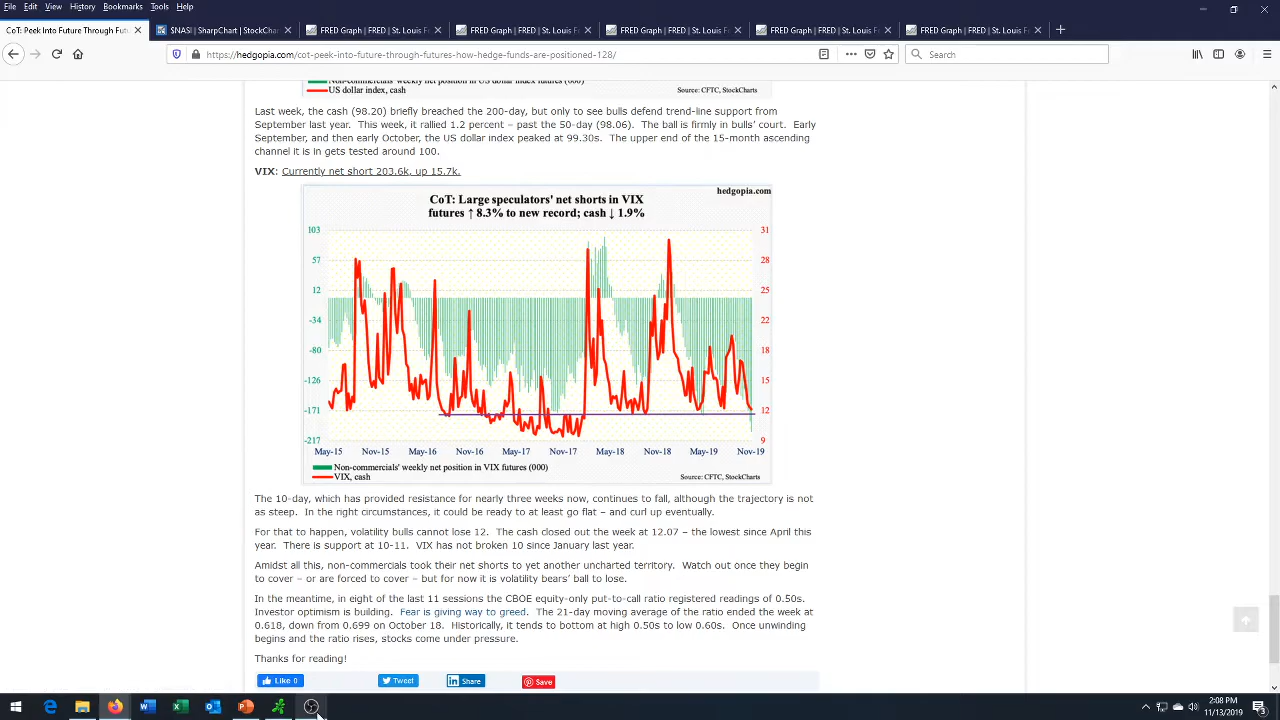 File Edit View History Bookmarks Tools Help
CoT: Peek Into Future Through Futu
$NASI | SharpChart | StockChart
FRED Graph | FRED | St. Louis Fe
FRED Graph | FRED | St. Louis Fe
FRED Graph | FRED | St. Louis Fe
FRED Graph | FRED | St. Louis Fe
FRED Graph | FRED | St. Louis Fe
https://hedgopia.com/cot-peek-into-future-through-futures-how-hedge-funds-are-positioned-128/
Search
Non-commercials' weekly net position in US dollar index futures (000)
US dollar index, cash
Source: CFTC, StockCharts
Last week, the cash (98.20) briefly breached the 200-day, but only to see bulls defend trend-line support from
September last year. This week, it rallied 1.2 percent – past the 50-day (98.06). The ball is firmly in bulls' court. Early
September, and then early October, the US dollar index peaked at 99.30s. The upper end of the 15-month ascending
channel it is in gets tested around 100.
VIX: Currently net short 203.6k, up 15.7k.
hedgopia.com
CoT: Large speculators' net shorts in VIX
futures ↑ 8.3% to new record; cash ↓ 1.9%
103 31
57 28
12 25
-34 22
-80 18
-126 15
-171 12
-217 9
May-15 Nov-15 May-16 Nov-16 May-17 Nov-17 May-18 Nov-18 May-19 Nov-19
Non-commercials' weekly net position in VIX futures (000)
VIX, cash
Source: CFTC, StockCharts
The 10-day, which has provided resistance for nearly three weeks now, continues to fall, although the trajectory is not
as steep. In the right circumstances, it could be ready to at least go flat – and curl up eventually.
For that to happen, volatility bulls cannot lose 12. The cash closed out the week at 12.07 – the lowest since April this
year. There is support at 10-11. VIX has not broken 10 since January last year.
Amidst all this, non-commercials took their net shorts to yet another uncharted territory. Watch out once they begin
to cover – or are forced to cover – but for now it is volatility bears' ball to lose.
In the meantime, in eight of the last 11 sessions the CBOE equity-only put-to-call ratio registered readings of 0.50s.
Investor optimism is building. Fear is giving way to greed. The 21-day moving average of the ratio ended the week at
0.618, down from 0.699 on October 18. Historically, it tends to bottom at high 0.50s to low 0.60s. Once unwinding
begins and the ratio rises, stocks come under pressure.
Thanks for reading!
Like 0
Tweet
Share
Save
2:08 PM
11/13/2019